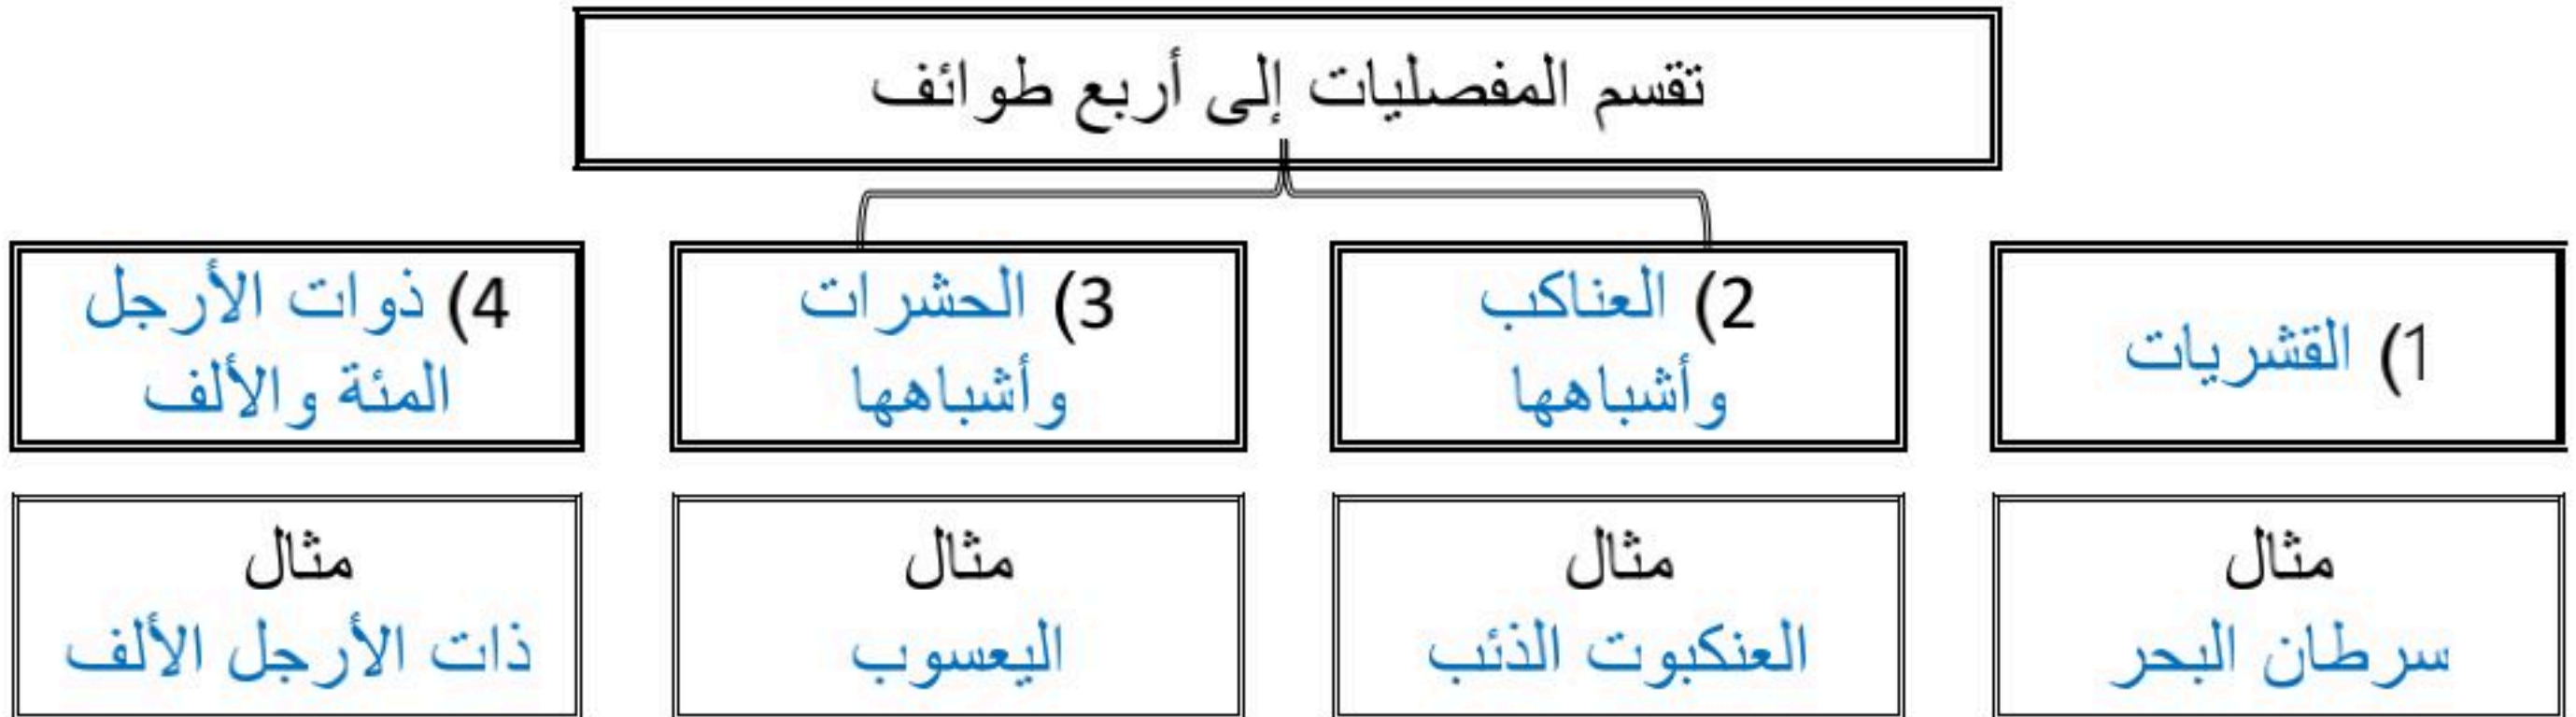 تقسم المفصليات إلى أربع طوائف
1) القشريات
2) العناكب
وأشباهها
3) الحشرات
وأشباهها
4) ذوات الأرجل
المئة والألف
مثال
سرطان البحر
مثال
العنكبوت الذئب
مثال
اليعسوب
مثال
ذات الأرجل الألف